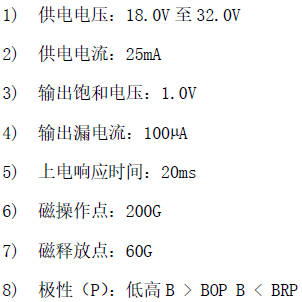 1) 供电电压：18.0V 至 32.0V
2) 供电电流：25mA
3) 输出饱和电压：1.0V
4) 输出漏电流：100μA
5) 上电响应时间：20ms
6) 磁操作点：200G
7) 磁释放点：60G
8) 极性（P）：低高 B > BOP B < BRP